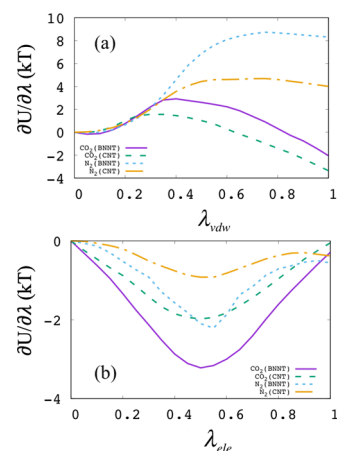 10
8
6
4
2
0
−2
−4
∂U/∂λ (kT)
(a)
CO₂(BNNT)
CO₂(CNT)
N₂(BNNT)
N₂(CNT)
0 0.2 0.4 0.6 0.8 1
λvdw
0
−2
−4
∂U/∂λ (kT)
(b)
CO₂(BNNT)
CO₂(CNT)
N₂(BNNT)
N₂(CNT)
0 0.2 0.4 0.6 0.8 1
λele